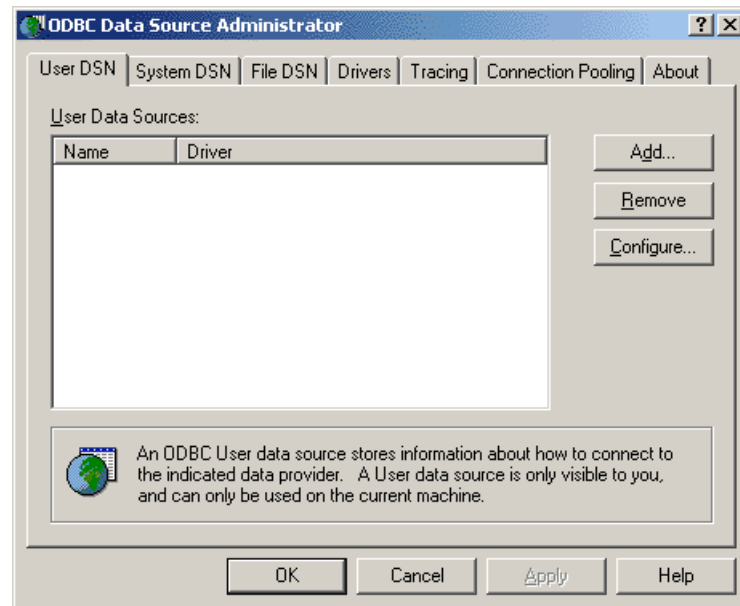 ODBC Data Source Administrator
User DSN System DSN File DSN Drivers Tracing Connection Pooling About
User Data Sources:
Name Driver
Add...
Remove
Configure...
An ODBC User data source stores information about how to connect to
the indicated data provider. A User data source is only visible to you,
and can only be used on the current machine.
OK Cancel Apply Help